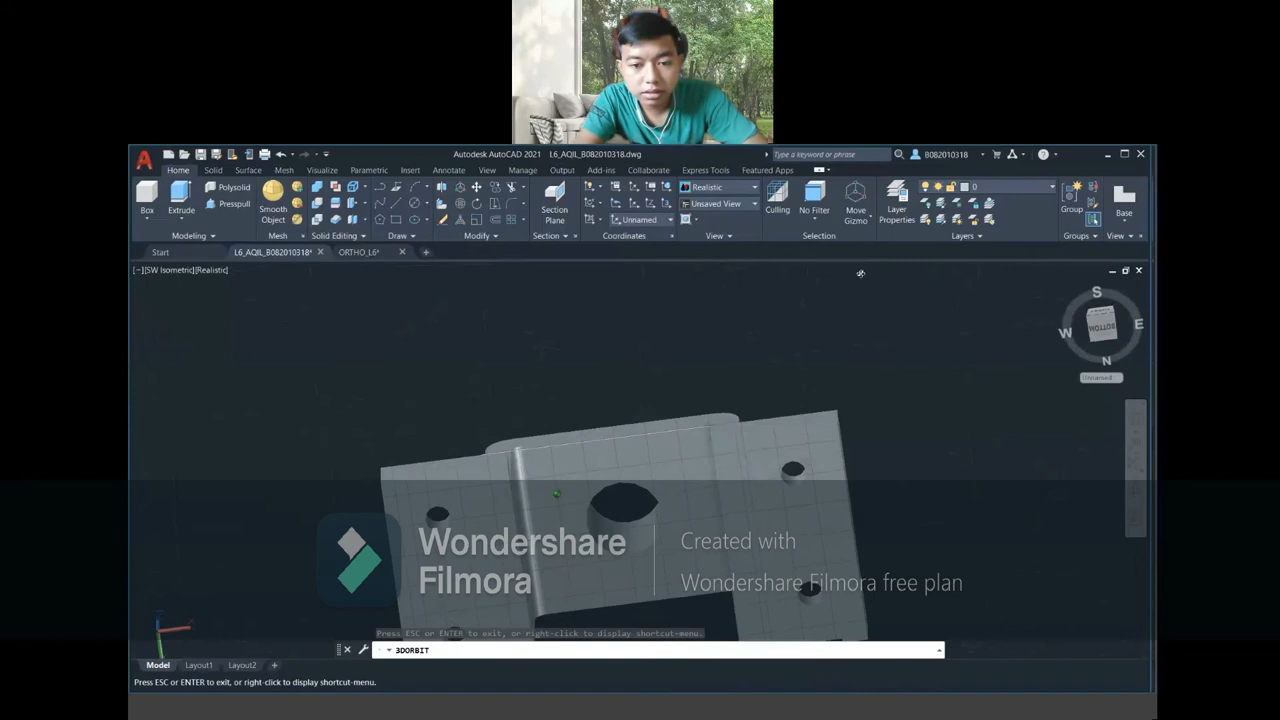 Autodesk AutoCAD 2021 L6_AQIL_B082010318.dwg
Type a keyword or phrase
B082010318
Home Solid Surface Mesh Visualize Parametric Insert Annotate View Manage Output Collaborate Express Tools Featured Apps
Box
Extrude
Polysolid
Presspull
Smooth Object
Section Plane
Realistic
Unsaved View
Unnamed
Culling
No Filter
Move Gizmo
Layer Properties
0
Group
Base
Modeling
Mesh
Solid Editing
Draw
Modify
Section
Coordinates
View
Selection
Layers
Groups
View
Start
L6_AQIL_B082010318*
ORTHO_L6*
[−][SW Isometric][Realistic]
S
W
E
N
BOTTOM
Unnamed
Wondershare
Filmora
Created with
Wondershare Filmora free plan
Press ESC or ENTER to exit, or right-click to display shortcut-menu.
3DORBIT
Model Layout1 Layout2
Press ESC or ENTER to exit, or right-click to display shortcut-menu.